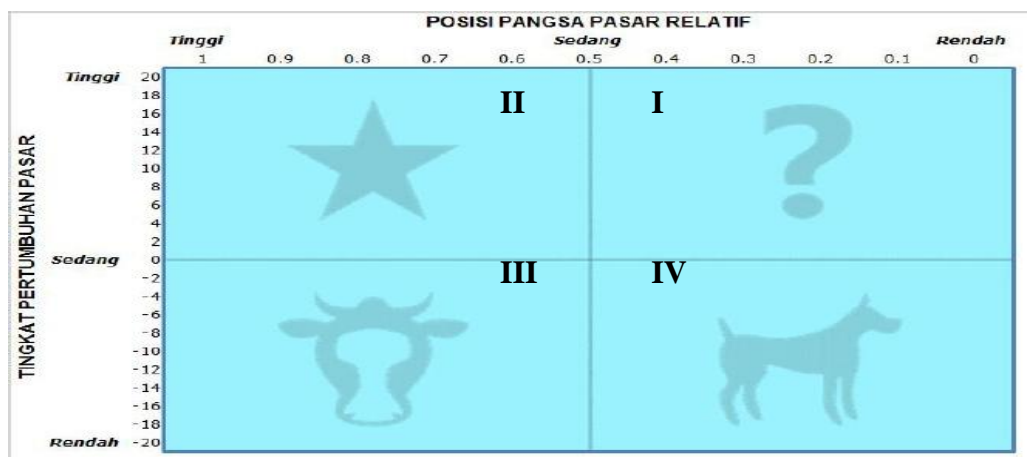 POSISI PANGSA PASAR RELATIF
Tinggi Sedang Rendah
1 0.9 0.8 0.7 0.6 0.5 0.4 0.3 0.2 0.1 0
TINGKAT PERTUMBUHAN PASAR
Tinggi 20
18
16
14
12
10
8
6
4
2
Sedang 0
-2
-4
-6
-8
-10
-12
-14
-16
-18
Rendah -20
II I
?
III IV